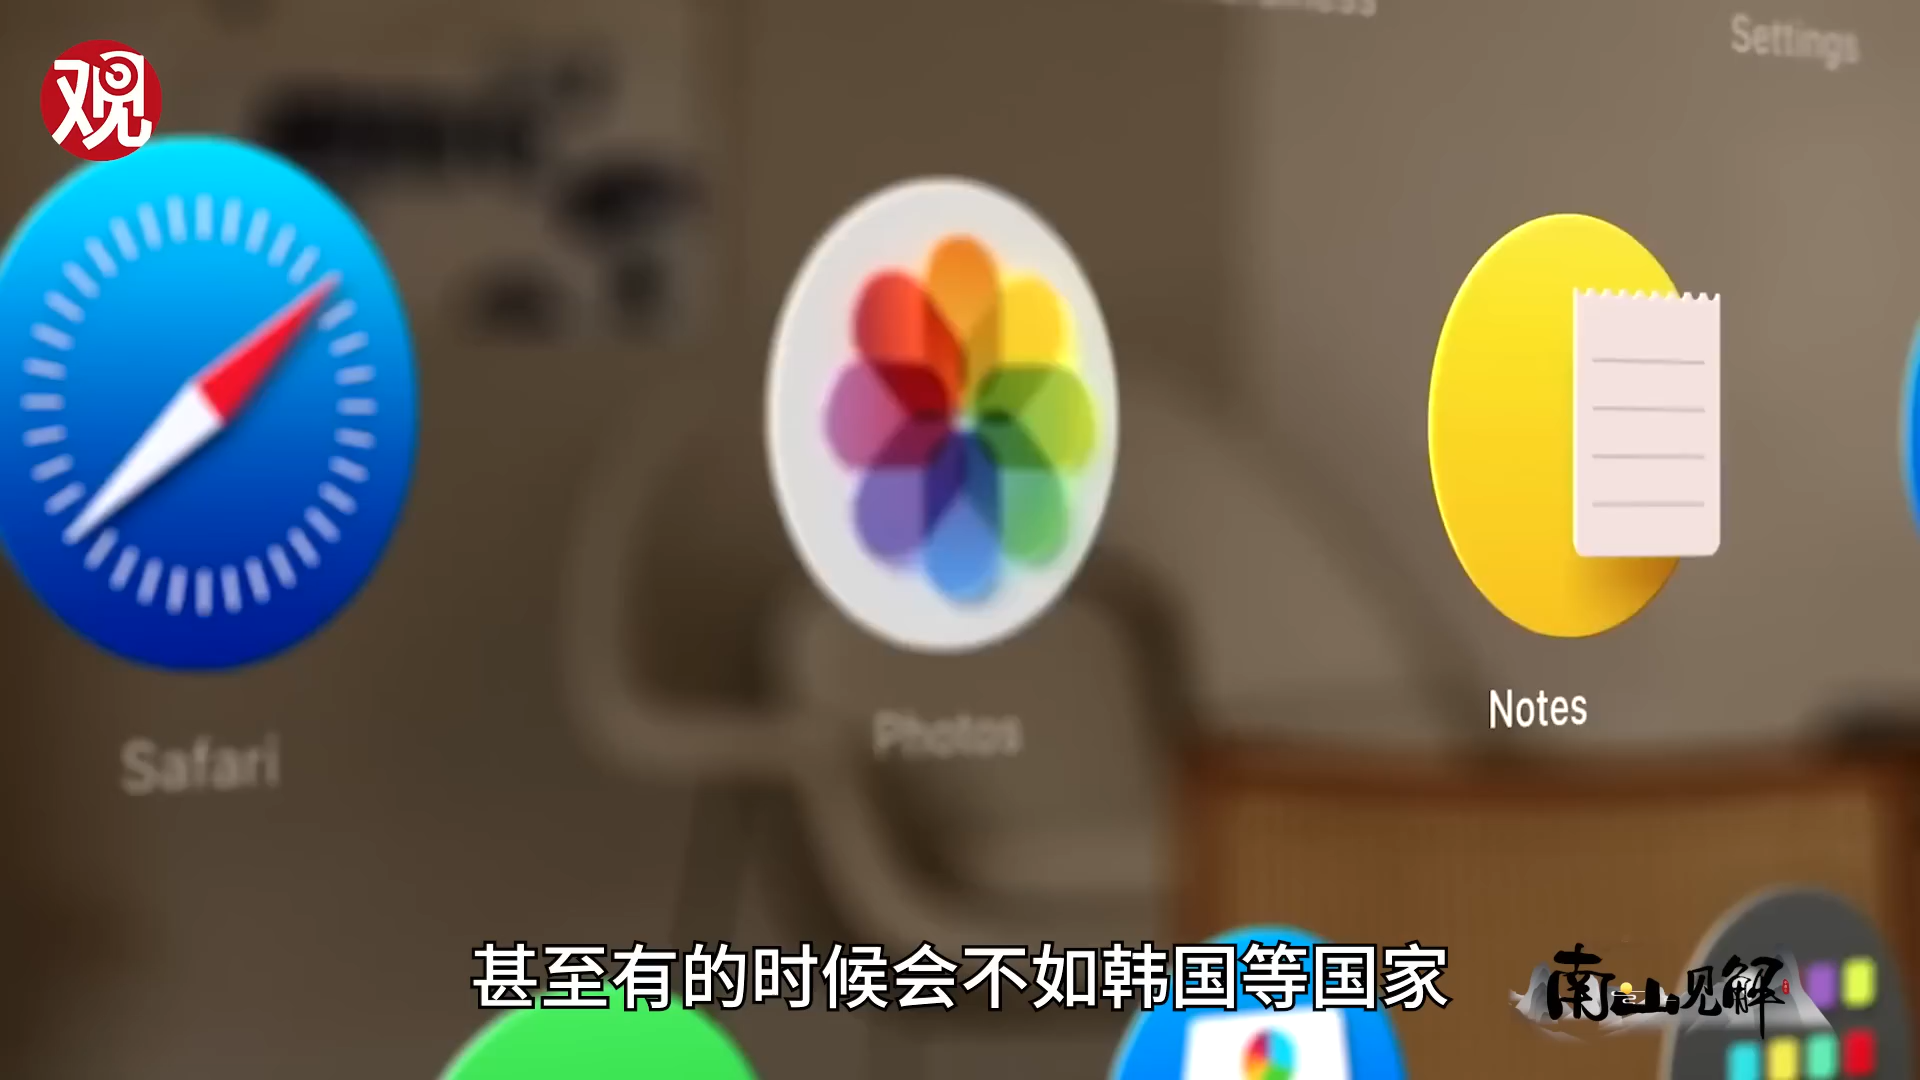 Settings
观
Safari
Photos
Notes
甚至有的时候会不如韩国等国家
南山见解